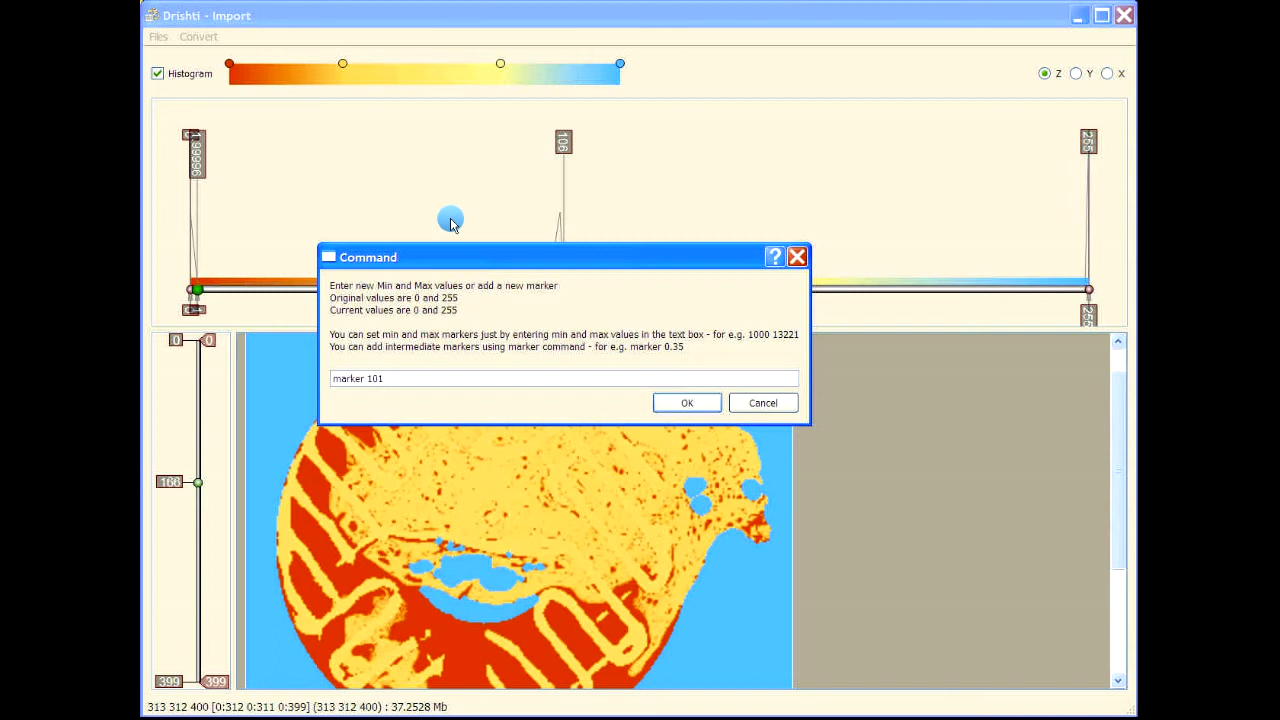 Drishti - Import
Files Convert
Histogram
Z Y X
1.99996
106
255
Command
Enter new Min and Max values or add a new marker
Original values are 0 and 255
Current values are 0 and 255
You can set min and max markers just by entering min and max values in the text box - for e.g. 1000 13221
You can add intermediate markers using marker command - for e.g. marker 0.35
marker 101
OK Cancel
255
0 0
166
399 399
313 312 400 [0:312 0:311 0:399] (313 312 400) : 37.2528 Mb